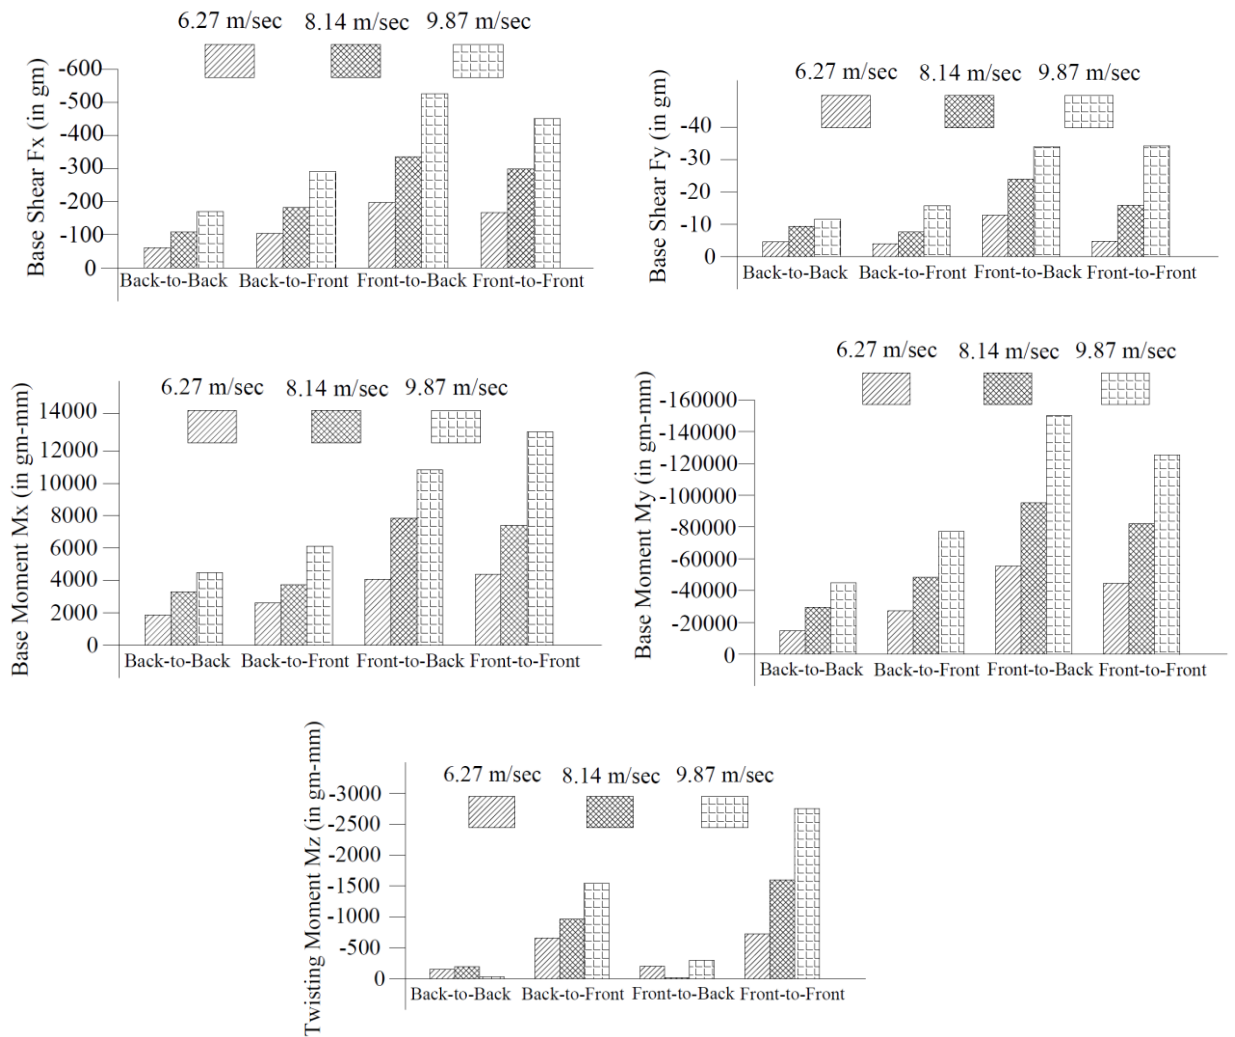 6.27 m/sec 8.14 m/sec 9.87 m/sec
Base Shear Fx (in gm)
-600
-500
-400
-300
-200
-100
0
Back-to-Back Back-to-Front Front-to-Back Front-to-Front
6.27 m/sec 8.14 m/sec 9.87 m/sec
Base Shear Fy (in gm)
-40
-30
-20
-10
0
Back-to-Back Back-to-Front Front-to-Back Front-to-Front
6.27 m/sec 8.14 m/sec 9.87 m/sec
Base Moment Mx (in gm-mm)
14000
12000
10000
8000
6000
4000
2000
0
Back-to-Back Back-to-Front Front-to-Back Front-to-Front
6.27 m/sec 8.14 m/sec 9.87 m/sec
Base Moment My (in gm-mm)
-160000
-140000
-120000
-100000
-80000
-60000
-40000
-20000
0
Back-to-Back Back-to-Front Front-to-Back Front-to-Front
6.27 m/sec 8.14 m/sec 9.87 m/sec
Twisting Moment Mz (in gm-mm)
-3000
-2500
-2000
-1500
-1000
-500
0
Back-to-Back Back-to-Front Front-to-Back Front-to-Front